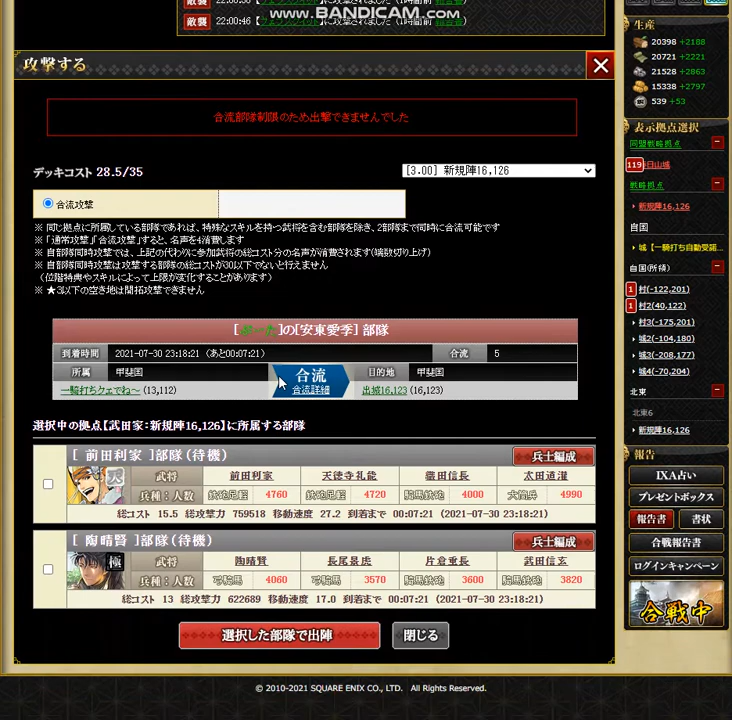 敵襲
敵襲 22:00:46
www.BANDICAM.com
攻撃する
合流部隊制限のため出撃できませんでした
デッキコスト 28.5/35
[3.00] 新規陣16,126
合流攻撃
※ 同じ拠点に所属している部隊であれば、特殊なスキルを持つ武将を含む部隊を除き、2部隊まで同時に合流可能です
※ 「通常攻撃」「合流攻撃」すると、名声を4消費します
※ 自部隊同時攻撃では、上記の代わりに参加武将の総コスト分の名声が消費されます(端数切り上げ)
※ 自部隊同時攻撃は攻撃する部隊の総コストが30以下でないと行えません
(位階特典やスキルによって上限が変化することがあります)
※ ★3以下の空き地は開拓攻撃できません
の[安東愛季] 部隊
到着時間 2021-07-30 23:18:21 (あと00:07:21) 合流 5
所属 甲斐国 合流 目的地 甲斐国
一騎打ちクェでね~ (13,112) 合流詳細 出城16,123 (16,123)
選択中の拠点【武田家：新規陣16,126】に所属する部隊
[ 前田利家 ]部隊(待機) 兵士編成
天 武将 前田利家 天徳寺礼能 織田信長 太田道灌
兵種：人数 鉄砲足軽 4760 鉄砲足軽 4720 騎馬鉄砲 4000 大筒兵 4990
総コスト 15.5 総攻撃力 759518 移動速度 27.2 到着まで 00:07:21 (2021-07-30 23:18:21)
[ 陶晴賢 ]部隊(待機) 兵士編成
極 武将 陶晴賢 長尾景虎 片倉重長 武田信玄
兵種：人数 弓騎馬 4060 弓騎馬 3570 騎馬鉄砲 3600 騎馬鉄砲 3820
総コスト 13 総攻撃力 622689 移動速度 17.0 到着まで 00:07:21 (2021-07-30 23:18:21)
選択した部隊で出陣 閉じる
© 2010-2021 SQUARE ENIX CO., LTD. All Rights Reserved.
生産
20398 +2188
20721 +2221
21528 +2863
15338 +2797
539 +53
表示拠点選択
同盟戦略拠点
119
戦略拠点
新規陣16,126
自国
城【一騎打ち自動受諾...
自国(所領)
1 村(-122,201)
1 村2(40,122)
村3(-175,201)
城2(-104,180)
城3(-208,177)
城4(-70,204)
北東
北東6
新規陣16,126
報告
IXA占い
プレゼントボックス
報告書 書状
合戦報告書
ログインキャンペーン
合戦中